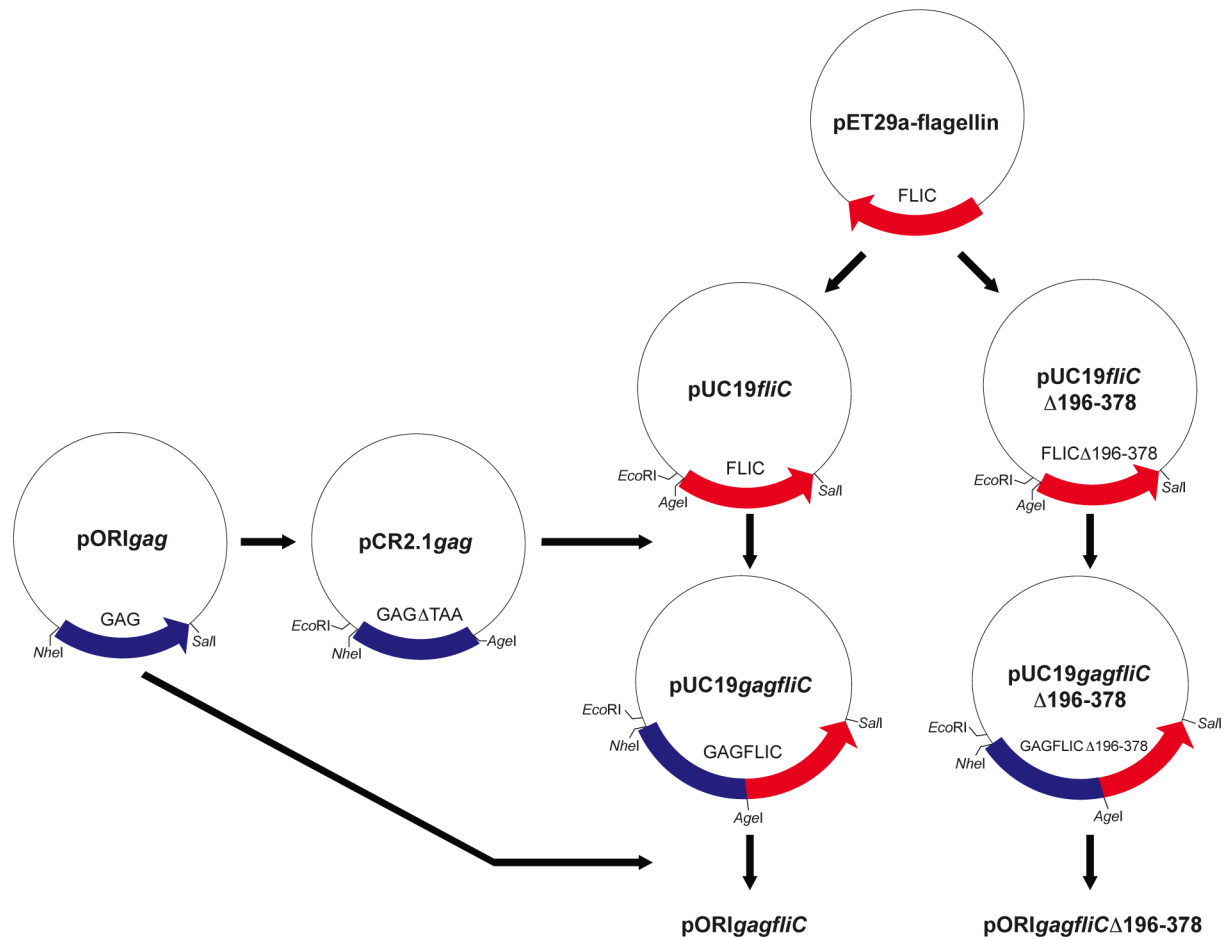 pET29a-flagellin
FLIC
pUC19fliC
FLIC
EcoRI
AgeI
SalI
pUC19fliC
Δ196-378
FLICΔ196-378
EcoRI
AgeI
SalI
pORIgag
GAG
NheI
SalI
pCR2.1gag
GAGΔTAA
EcoRI
NheI
AgeI
pUC19gagfliC
GAGFLIC
EcoRI
NheI
SalI
AgeI
pUC19gagfliC
Δ196-378
GAGFLICΔ196-378
EcoRI
NheI
SalI
AgeI
pORIgagfliC
pORIgagfliCΔ196-378